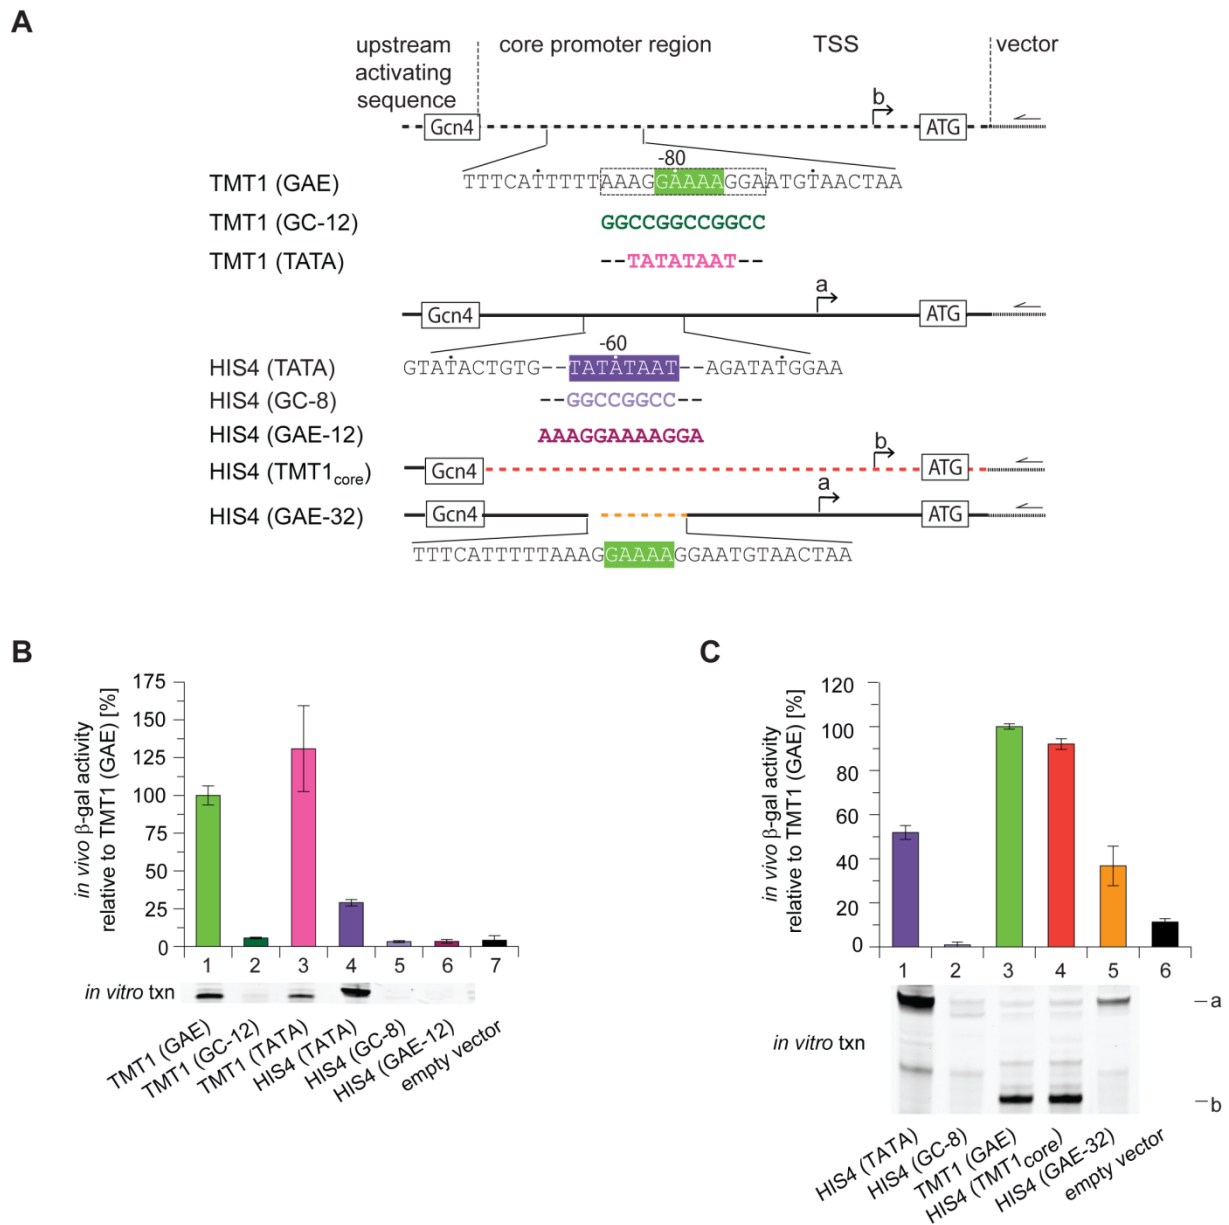 A
upstream activating sequence
core promoter region
TSS
vector
Gcn4
b
ATG
-80
TMT1 (GAE)
TTTCATTTTTAAAGGAAAAGGAATGTAACTAA
TMT1 (GC-12)
GGCCGGCCGGCC
TMT1 (TATA)
--TATATAAT--
Gcn4
a
ATG
-60
HIS4 (TATA)
GTATACTGTG--TATATAAT--AGATATGGAA
HIS4 (GC-8)
--GGCCGGCC--
HIS4 (GAE-12)
AAAGGAAAAGGA
HIS4 (TMT1core)
Gcn4
b
ATG
HIS4 (GAE-32)
Gcn4
a
ATG
TTTCATTTTTAAAGGAAAAGGAATGTAACTAA
B
in vivo β-gal activity
relative to TMT1 (GAE) [%]
175
150
125
100
75
50
25
0
1 2 3 4 5 6 7
in vitro txn
TMT1 (GAE)
TMT1 (GC-12)
TMT1 (TATA)
HIS4 (TATA)
HIS4 (GC-8)
HIS4 (GAE-12)
empty vector
C
in vivo β-gal activity
relative to TMT1 (GAE) [%]
120
100
80
60
40
20
0
1 2 3 4 5 6
in vitro txn
a
b
HIS4 (TATA)
HIS4 (GC-8)
TMT1 (GAE)
HIS4 (TMT1core)
HIS4 (GAE-32)
empty vector